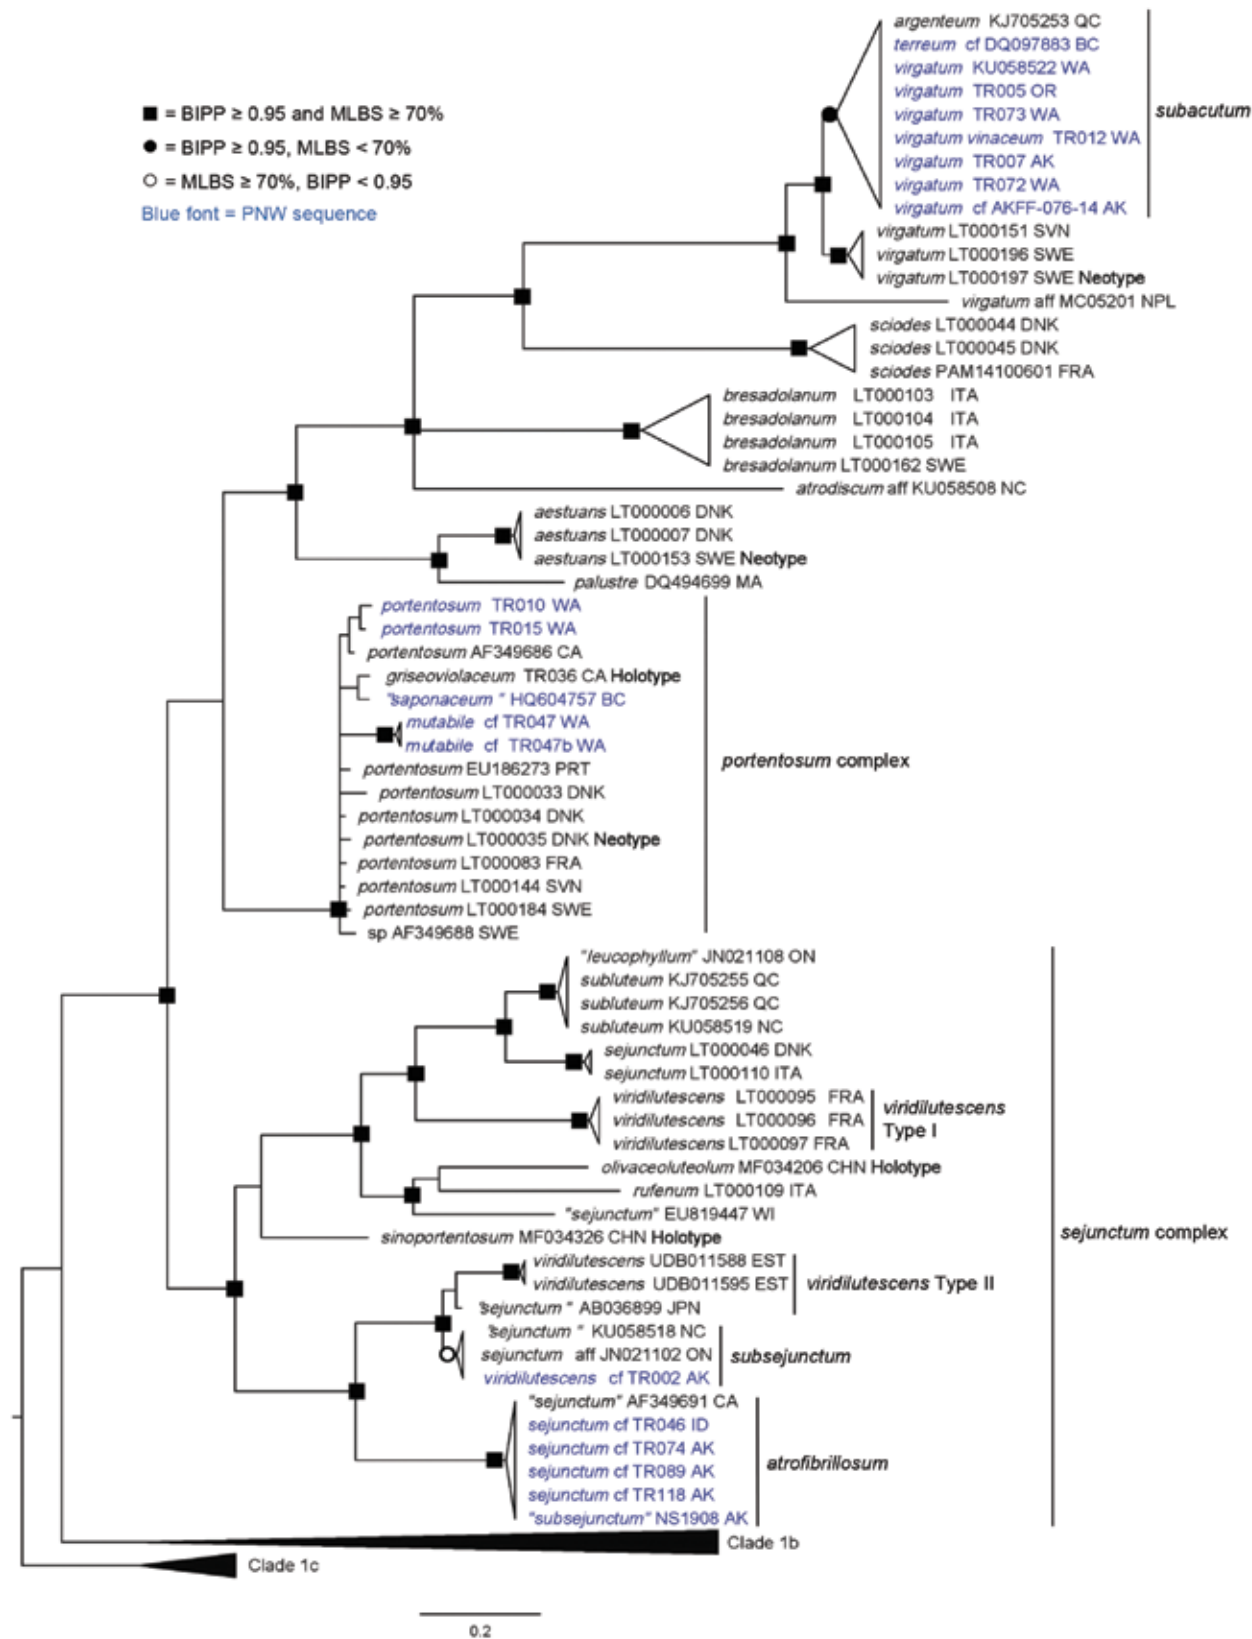 argenteum KJ705253 QC
terreum cf DQ097883 BC
virgatum KU058522 WA
virgatum TR005 OR
virgatum TR073 WA
virgatum vinaceum TR012 WA
virgatum TR007 AK
virgatum TR072 WA
virgatum cf AKFF-076-14 AK
subacutum
■ = BIPP ≥ 0.95 and MLBS ≥ 70%
● = BIPP ≥ 0.95, MLBS < 70%
○ = MLBS ≥ 70%, BIPP < 0.95
Blue font = PNW sequence
virgatum LT000151 SVN
virgatum LT000196 SWE
virgatum LT000197 SWE Neotype
virgatum aff MC05201 NPL
sciodes LT000044 DNK
sciodes LT000045 DNK
sciodes PAM14100601 FRA
bresadolanum LT000103 ITA
bresadolanum LT000104 ITA
bresadolanum LT000105 ITA
bresadolanum LT000162 SWE
atrodiscum aff KU058508 NC
aestuans LT000006 DNK
aestuans LT000007 DNK
aestuans LT000153 SWE Neotype
palustre DQ494699 MA
portentosum TR010 WA
portentosum TR015 WA
portentosum AF349686 CA
griseoviolaceum TR036 CA Holotype
"saponaceum" HQ604757 BC
mutabile cf TR047 WA
mutabile cf TR047b WA
portentosum EU186273 PRT
portentosum LT000033 DNK
portentosum LT000034 DNK
portentosum LT000035 DNK Neotype
portentosum LT000083 FRA
portentosum LT000144 SVN
portentosum LT000184 SWE
sp AF349688 SWE
portentosum complex
"leucophyllum" JN021108 ON
subluteum KJ705255 QC
subluteum KJ705256 QC
subluteum KU058519 NC
sejunctum LT000046 DNK
sejunctum LT000110 ITA
viridilutescens LT000095 FRA
viridilutescens LT000096 FRA
viridilutescens LT000097 FRA
viridilutescens
Type I
olivaceoluteolum MF034206 CHN Holotype
rufenum LT000109 ITA
"sejunctum" EU819447 WI
sinoportentosum MF034326 CHN Holotype
sejunctum complex
viridilutescens UDB011588 EST
viridilutescens UDB011595 EST
viridilutescens Type II
"sejunctum" AB036899 JPN
"sejunctum" KU058518 NC
sejunctum aff JN021102 ON
viridilutescens cf TR002 AK
subsejunctum
"sejunctum" AF349691 CA
sejunctum cf TR046 ID
sejunctum cf TR074 AK
sejunctum cf TR089 AK
sejunctum cf TR118 AK
"subsejunctum" NS1908 AK
atrofibrillosum
Clade 1b
Clade 1c
0.2